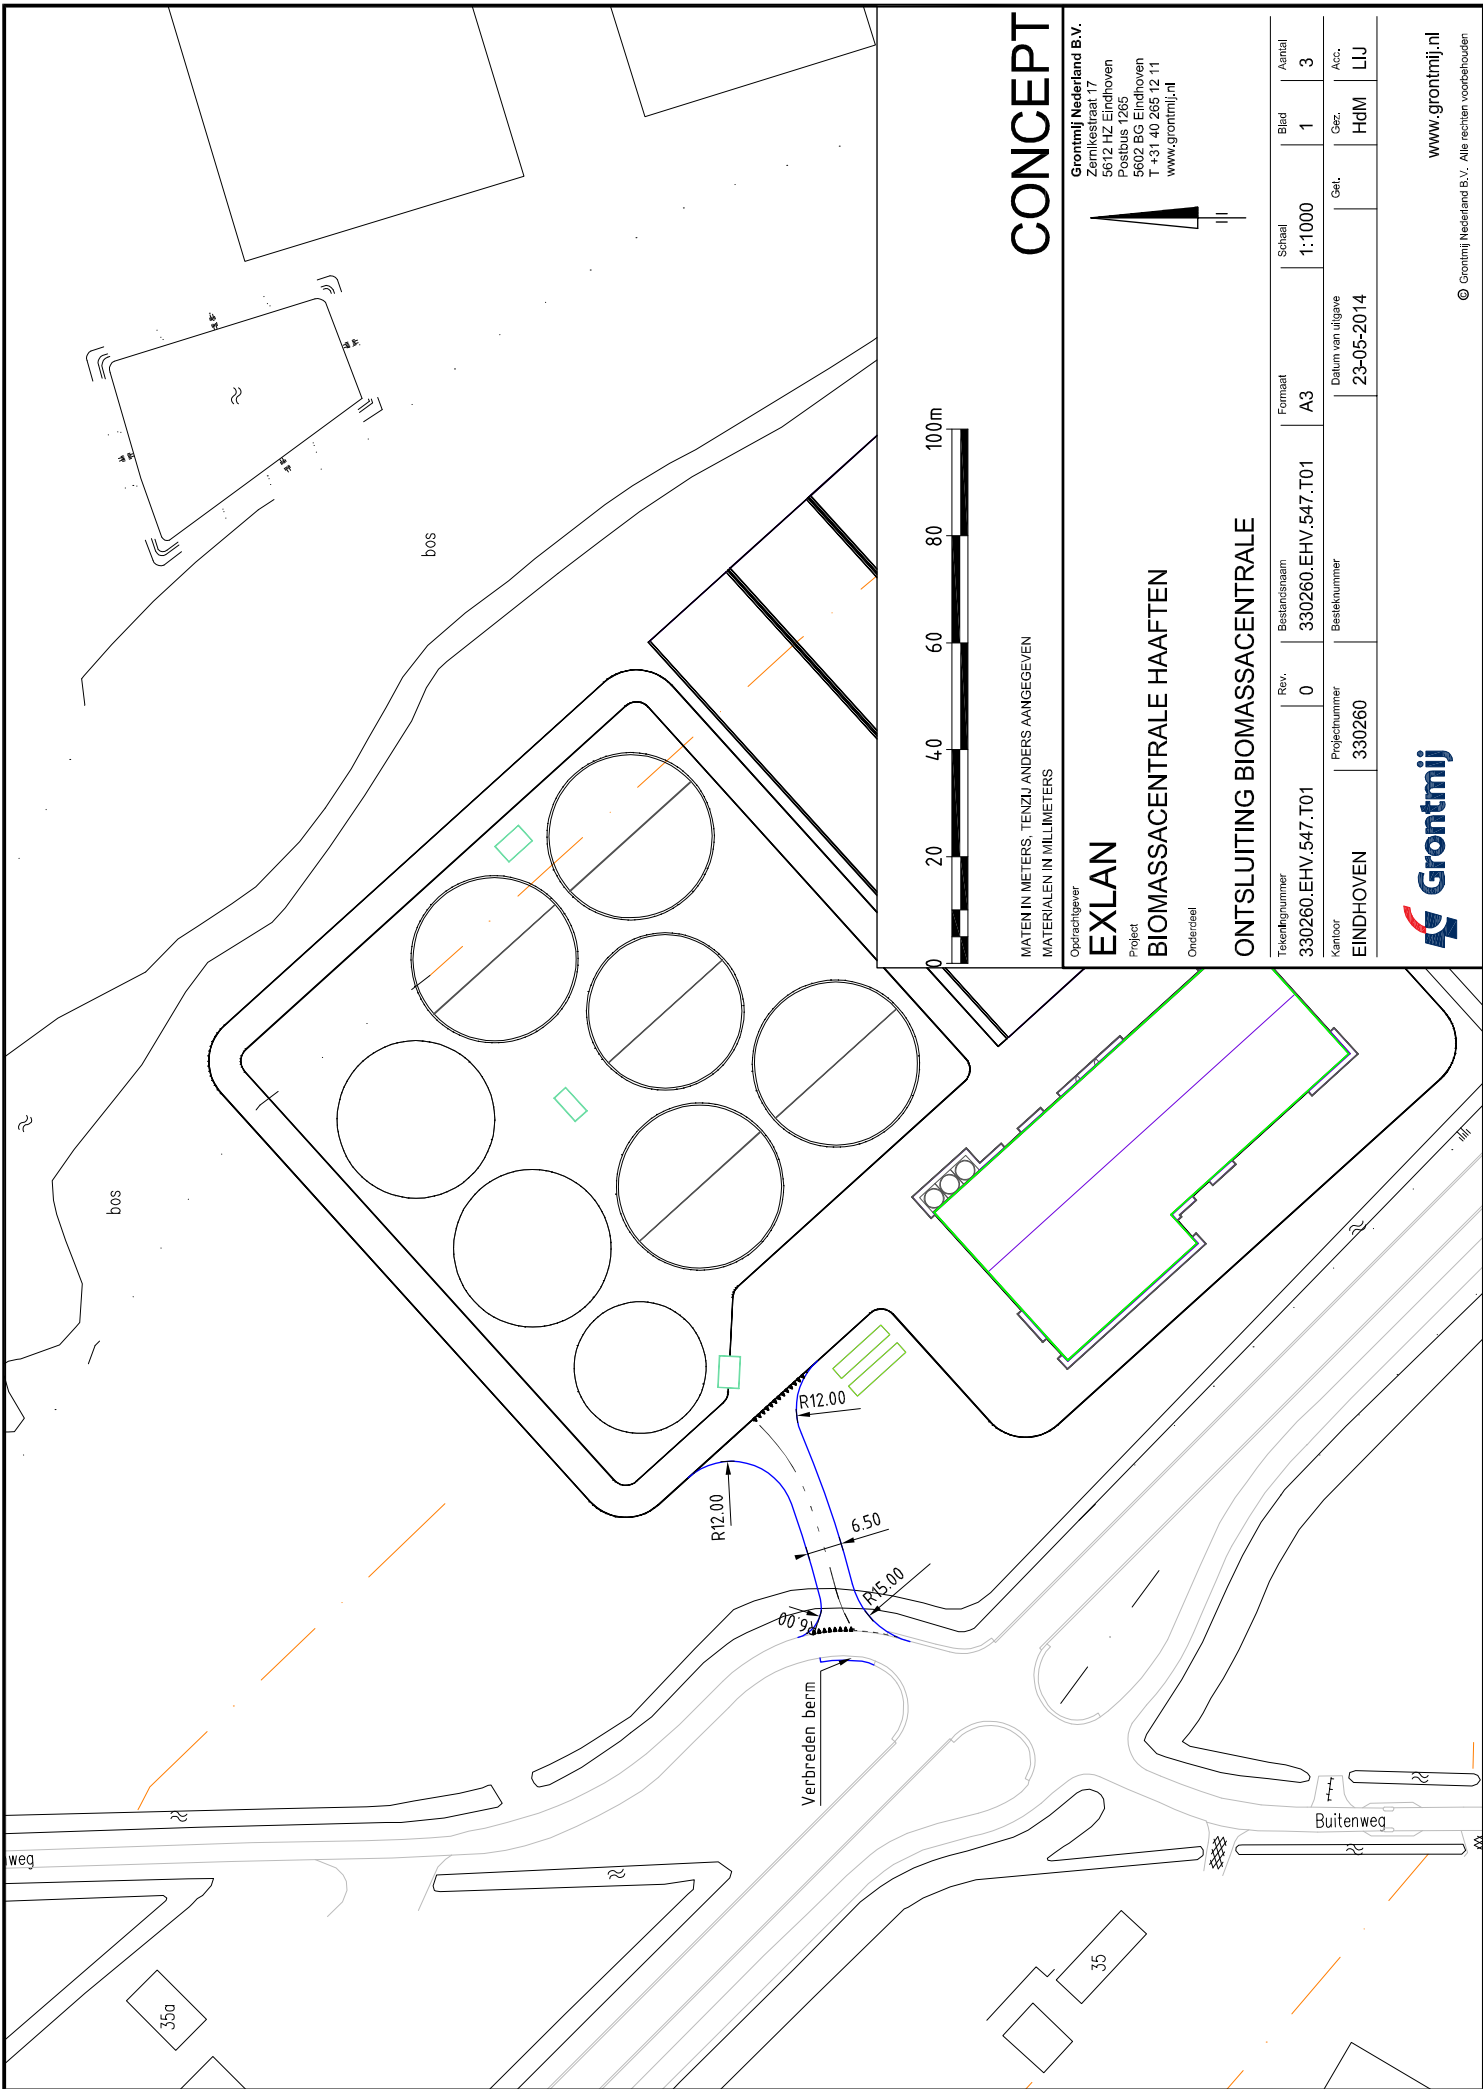 CONCEPT
Grontmij Nederland B.V.
Zernikestraat 17
5612 HZ Eindhoven
Postbus 1265
5602 BG Eindhoven
T +31 40 265 12 11
www.grontmij.nl
0 20 40 60 80 100m
MATEN IN METERS, TENZIJ ANDERS AANGEGEVEN
MATERIALEN IN MILLIMETERS
Opdrachtgever
EXLAN
Project
BIOMASSACENTRALE HAAFTEN
Onderdeel
ONTSLUITING BIOMASSACENTRALE
Tekeningnummer Rev. Bestandsnaam Formaat Schaal Blad Aantal
330260.EHV.547.T01 0 330260.EHV.547.T01 A3 1:1000 1 3
Kantoor Projectnummer Besteknummer Datum van uitgave Get. Gez. Acc.
EINDHOVEN 330260 23-05-2014 HdM LIJ
Grontmij
www.grontmij.nl
© Grontmij Nederland B.V. Alle rechten voorbehouden
bos
bos
R12.00
R12.00
6.50
R15.00
R6.00
Verbreden berm
Buitenweg
weg
35a
35